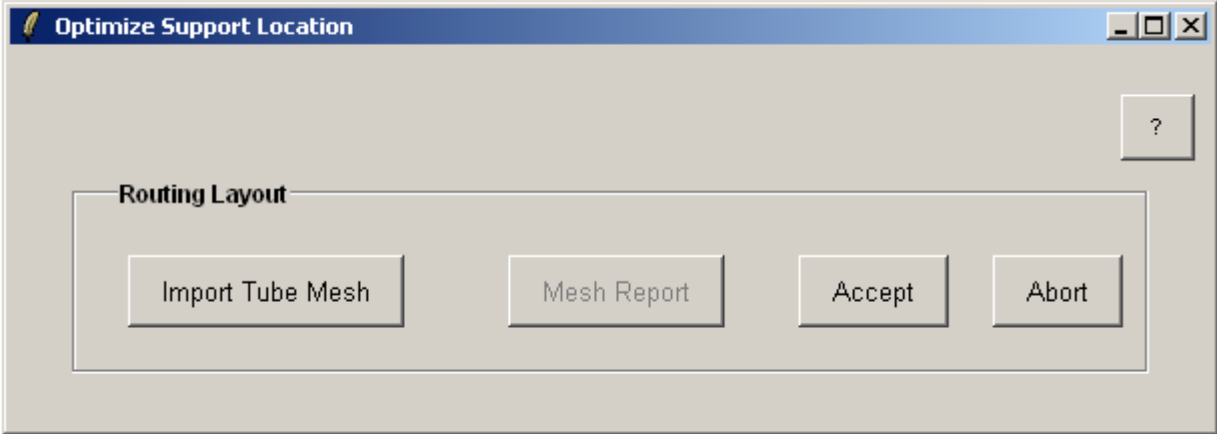 Optimize Support Location
?
Routing Layout
Import Tube Mesh
Mesh Report
Accept
Abort